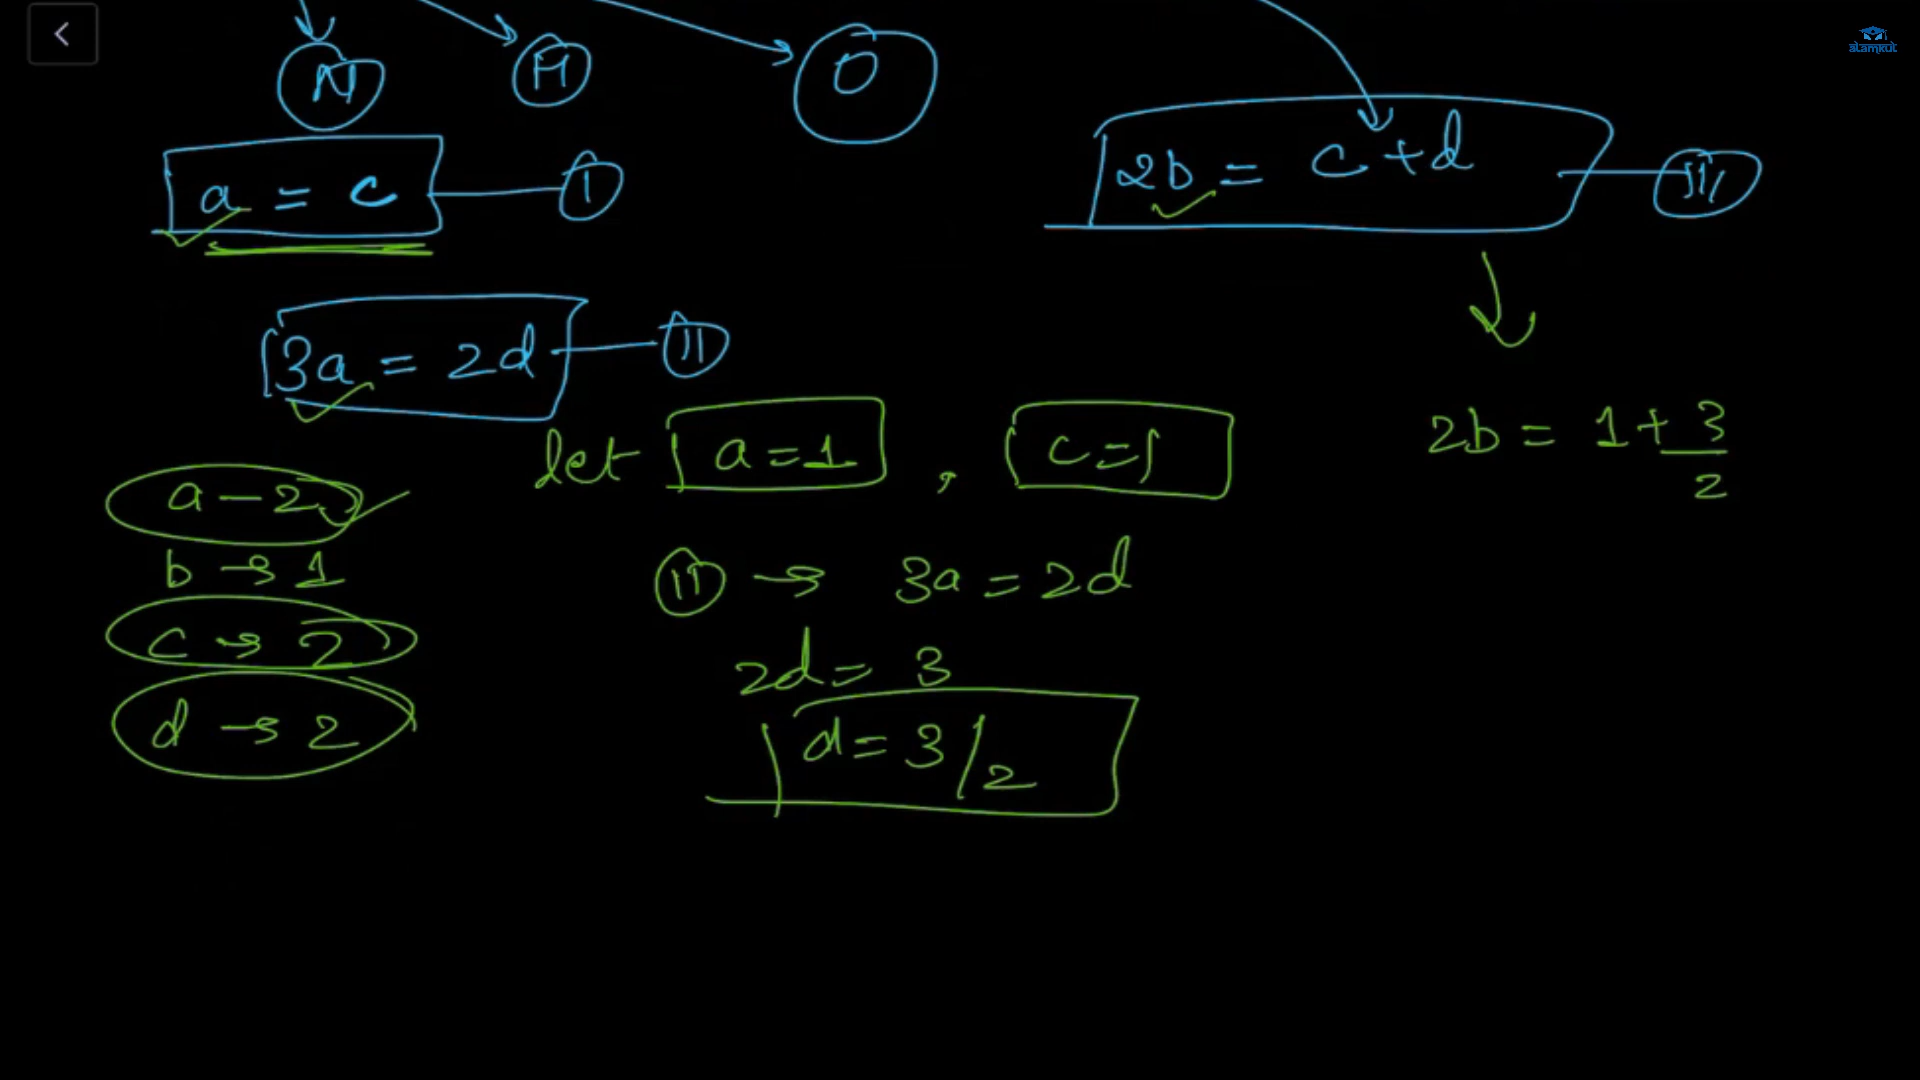 N H O
a = c I
2b = c + d III
3a = 2d II
let a = 1 , c = 1
2b = 1 + 3/2
a - 2
b → 1
c → 2
d → 2
II → 3a = 2d
2d = 3
d = 3/2
alamkut